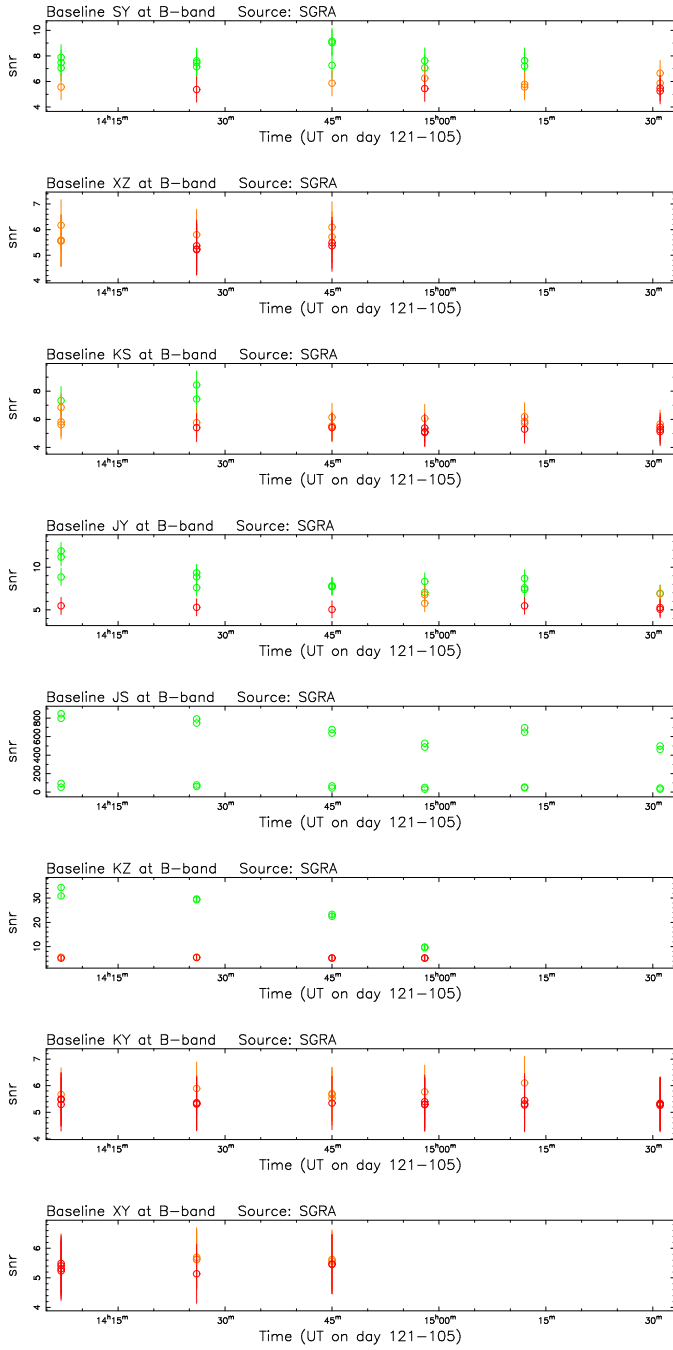 Baseline SY at B-band Source: SGRA
snr
4 6 8 10
14ʰ15ᵐ 30ᵐ 45ᵐ 15ʰ00ᵐ 15ᵐ 30ᵐ
Time (UT on day 121-105)
Baseline XZ at B-band Source: SGRA
snr
4 5 6 7
14ʰ15ᵐ 30ᵐ 45ᵐ 15ʰ00ᵐ 15ᵐ 30ᵐ
Time (UT on day 121-105)
Baseline KS at B-band Source: SGRA
snr
4 6 8
14ʰ15ᵐ 30ᵐ 45ᵐ 15ʰ00ᵐ 15ᵐ 30ᵐ
Time (UT on day 121-105)
Baseline JY at B-band Source: SGRA
snr
5 10
14ʰ15ᵐ 30ᵐ 45ᵐ 15ʰ00ᵐ 15ᵐ 30ᵐ
Time (UT on day 121-105)
Baseline JS at B-band Source: SGRA
snr
0 200 400 600 800
14ʰ15ᵐ 30ᵐ 45ᵐ 15ʰ00ᵐ 15ᵐ 30ᵐ
Time (UT on day 121-105)
Baseline KZ at B-band Source: SGRA
snr
10 20 30
14ʰ15ᵐ 30ᵐ 45ᵐ 15ʰ00ᵐ 15ᵐ 30ᵐ
Time (UT on day 121-105)
Baseline KY at B-band Source: SGRA
snr
4 5 6 7
14ʰ15ᵐ 30ᵐ 45ᵐ 15ʰ00ᵐ 15ᵐ 30ᵐ
Time (UT on day 121-105)
Baseline XY at B-band Source: SGRA
snr
4 5 6
14ʰ15ᵐ 30ᵐ 45ᵐ 15ʰ00ᵐ 15ᵐ 30ᵐ
Time (UT on day 121-105)